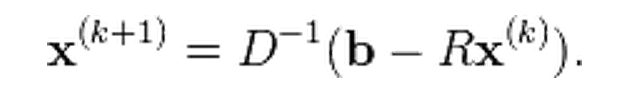 𝐱^{(k+1)} = D^{−1}(𝐛 − R𝐱^{(k)}).